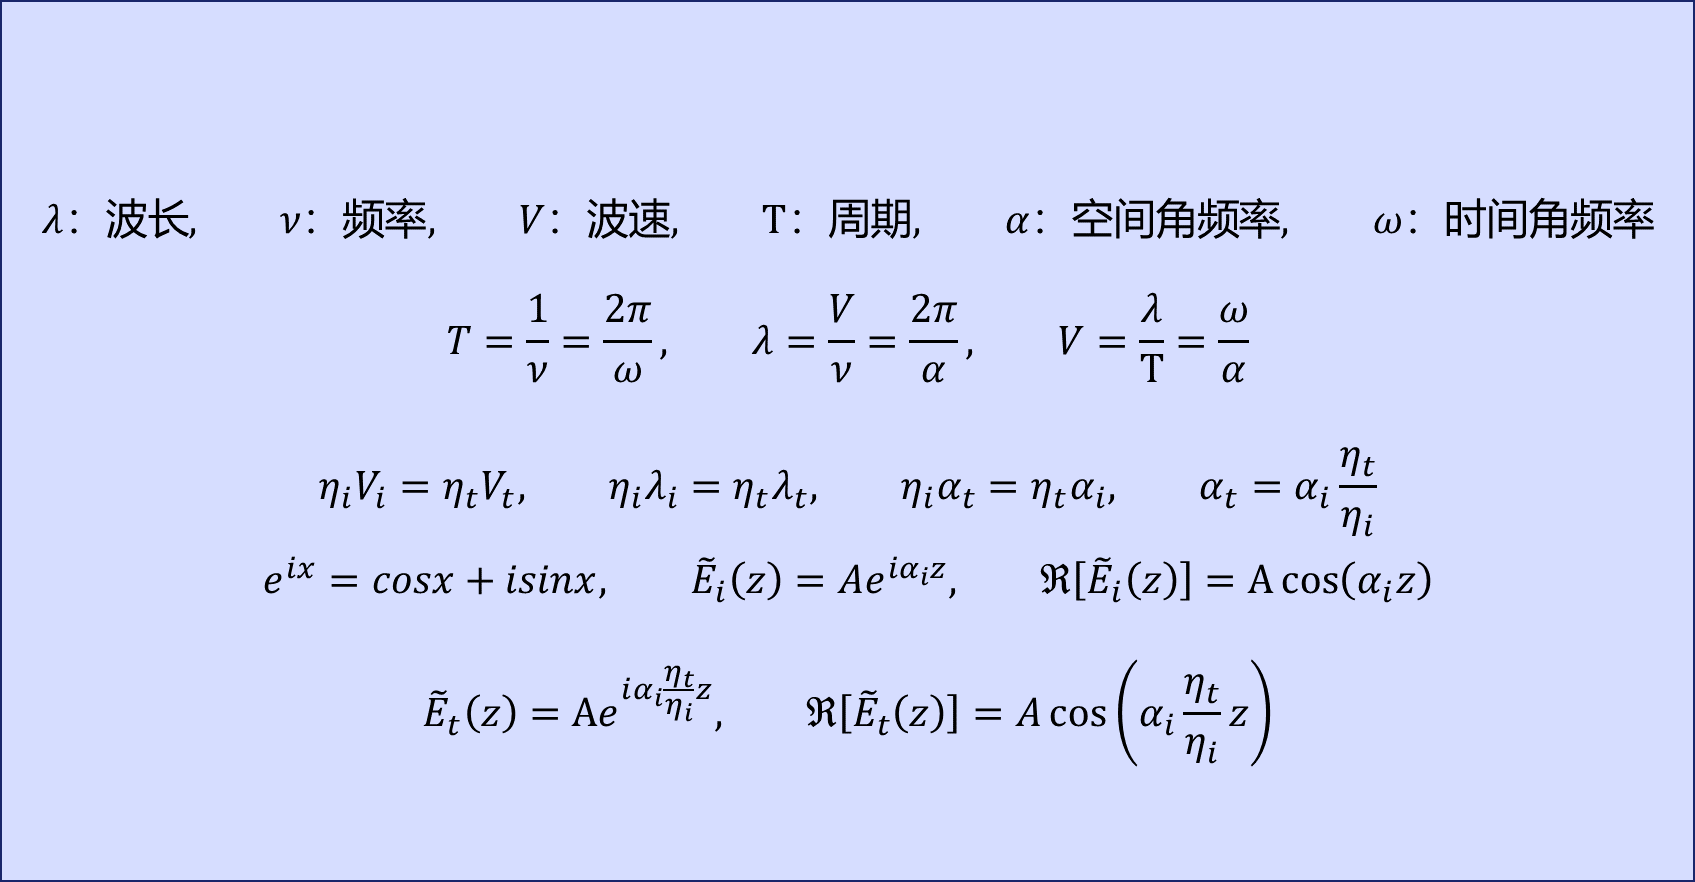 λ：波长, ν：频率, V：波速, T：周期, α：空间角频率, ω：时间角频率
T = 1/ν = 2π/ω, λ = V/ν = 2π/α, V = λ/T = ω/α
η_i V_i = η_t V_t, η_i λ_i = η_t λ_t, η_i α_t = η_t α_i, α_t = α_i η_t/η_i
e^{ix} = cosx + isinx, Ẽ_i(z) = Ae^{iα_i z}, ℜ[Ẽ_i(z)] = A cos(α_i z)
Ẽ_t(z) = Ae^{iα_i (η_t/η_i) z}, ℜ[Ẽ_t(z)] = A cos(α_i (η_t/η_i) z)